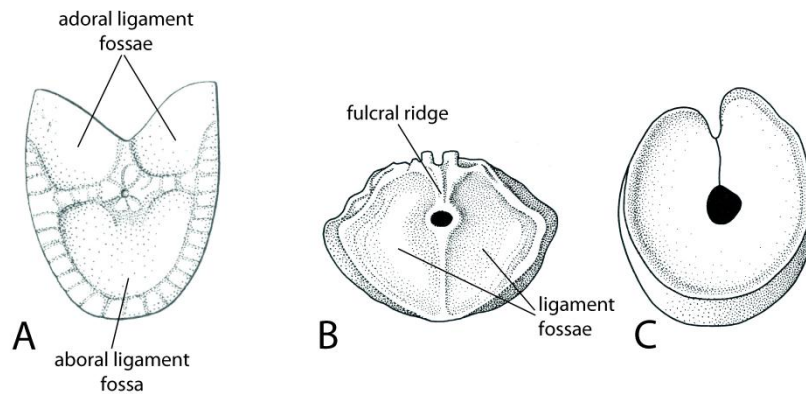 adoral ligament
fossae
A
aboral ligament
fossa
fulcral ridge
B
ligament
fossae
C